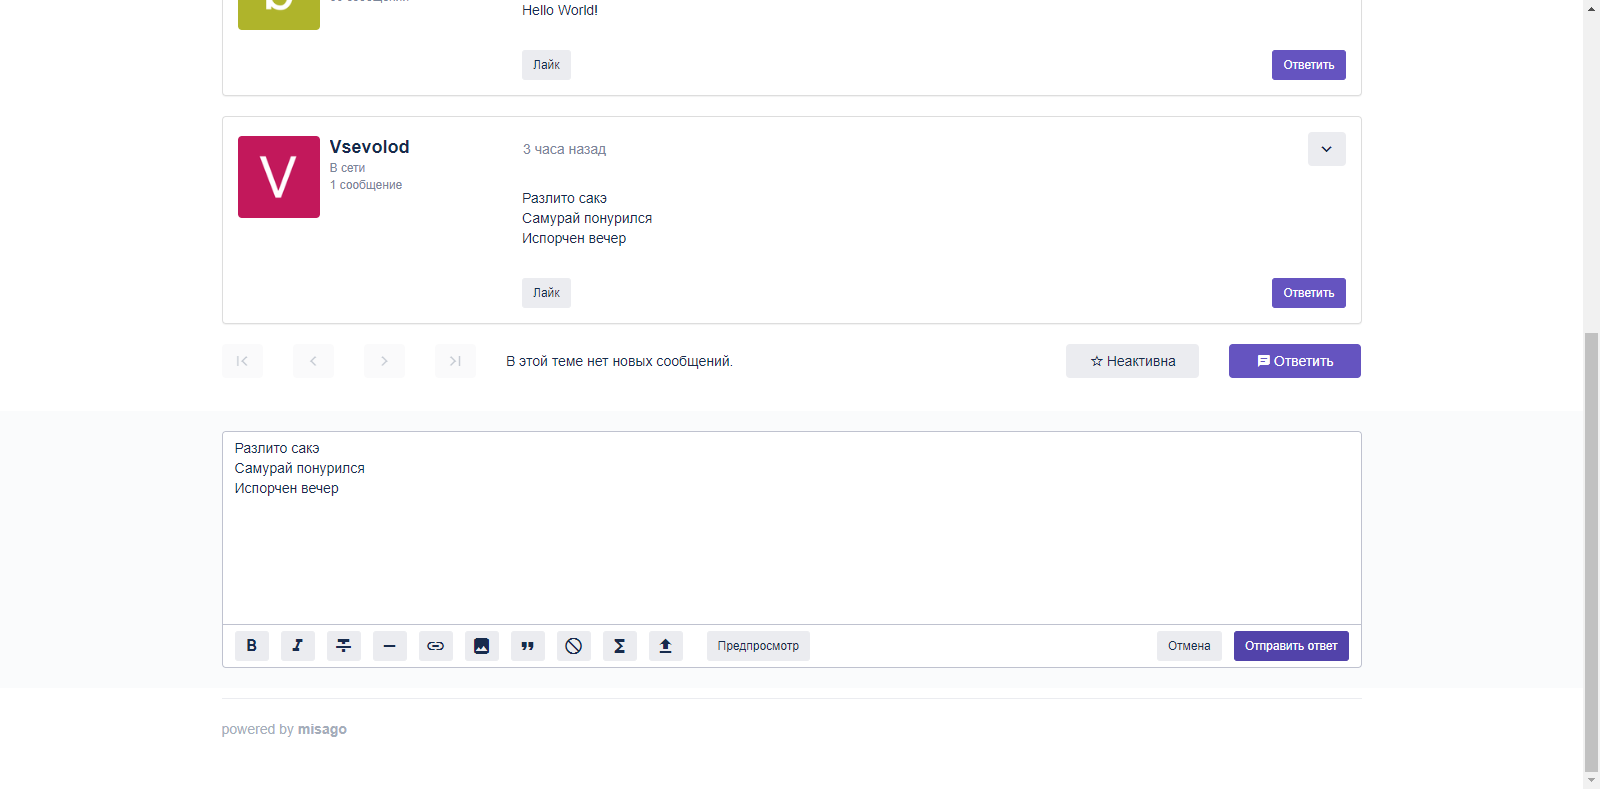 b
Hello World!
Лайк
Ответить
V
Vsevolod
В сети
1 сообщение
3 часа назад
Разлито сакэ
Самурай понурился
Испорчен вечер
Лайк
Ответить
В этой теме нет новых сообщений.
Неактивна
Ответить
Разлито сакэ
Самурай понурился
Испорчен вечер
B
Предпросмотр
Отмена
Отправить ответ
powered by misago